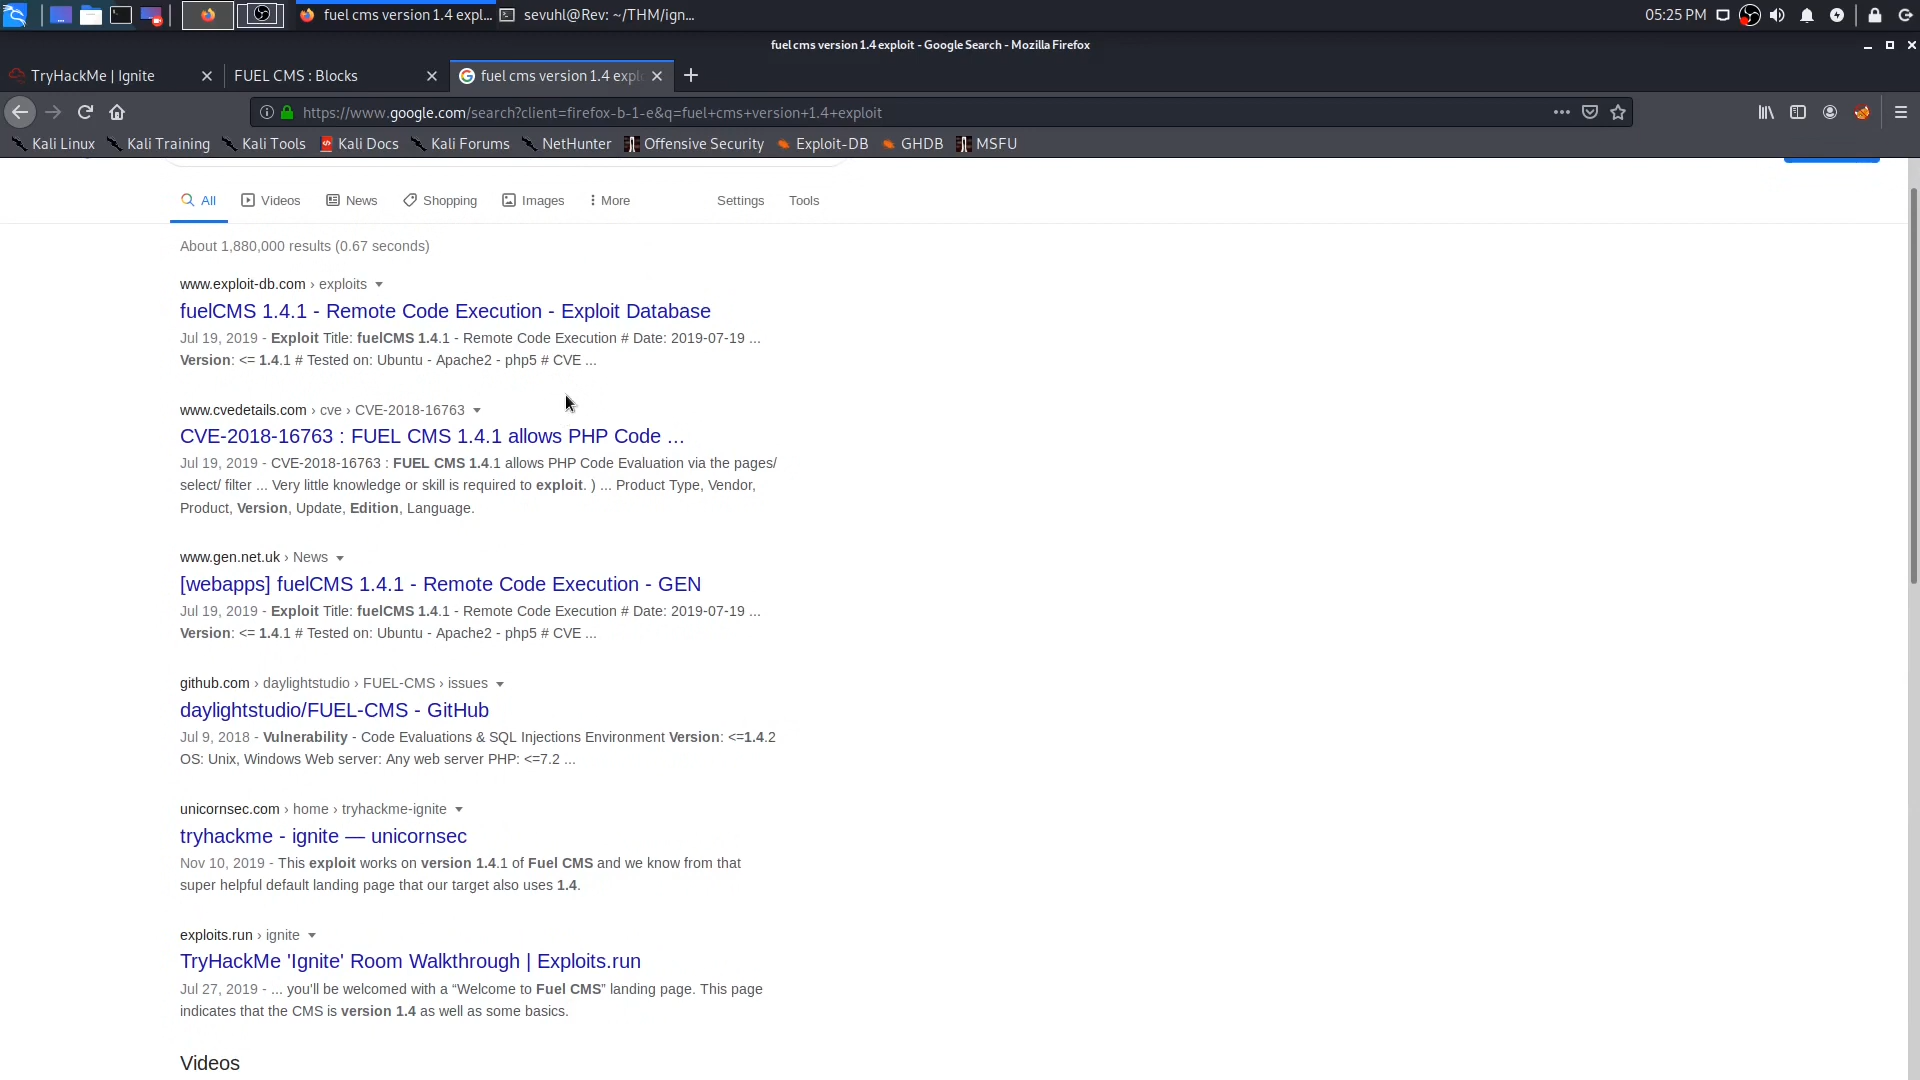 fuel cms version 1.4 expl...
sevuhl@Rev: ~/THM/ign...
05:25 PM
fuel cms version 1.4 exploit - Google Search - Mozilla Firefox
TryHackMe | Ignite
FUEL CMS : Blocks
fuel cms version 1.4 expl
https://www.google.com/search?client=firefox-b-1-e&q=fuel+cms+version+1.4+exploit
Kali Linux Kali Training Kali Tools Kali Docs Kali Forums NetHunter Offensive Security Exploit-DB GHDB MSFU
All Videos News Shopping Images More Settings Tools
About 1,880,000 results (0.67 seconds)
www.exploit-db.com › exploits
fuelCMS 1.4.1 - Remote Code Execution - Exploit Database
Jul 19, 2019 - Exploit Title: fuelCMS 1.4.1 - Remote Code Execution # Date: 2019-07-19 ...
Version: <= 1.4.1 # Tested on: Ubuntu - Apache2 - php5 # CVE ...
www.cvedetails.com › cve › CVE-2018-16763
CVE-2018-16763 : FUEL CMS 1.4.1 allows PHP Code ...
Jul 19, 2019 - CVE-2018-16763 : FUEL CMS 1.4.1 allows PHP Code Evaluation via the pages/
select/ filter ... Very little knowledge or skill is required to exploit. ) ... Product Type, Vendor,
Product, Version, Update, Edition, Language.
www.gen.net.uk › News
[webapps] fuelCMS 1.4.1 - Remote Code Execution - GEN
Jul 19, 2019 - Exploit Title: fuelCMS 1.4.1 - Remote Code Execution # Date: 2019-07-19 ...
Version: <= 1.4.1 # Tested on: Ubuntu - Apache2 - php5 # CVE ...
github.com › daylightstudio › FUEL-CMS › issues
daylightstudio/FUEL-CMS - GitHub
Jul 9, 2018 - Vulnerability - Code Evaluations & SQL Injections Environment Version: <=1.4.2
OS: Unix, Windows Web server: Any web server PHP: <=7.2 ...
unicornsec.com › home › tryhackme-ignite
tryhackme - ignite — unicornsec
Nov 10, 2019 - This exploit works on version 1.4.1 of Fuel CMS and we know from that
super helpful default landing page that our target also uses 1.4.
exploits.run › ignite
TryHackMe 'Ignite' Room Walkthrough | Exploits.run
Jul 27, 2019 - ... you'll be welcomed with a “Welcome to Fuel CMS” landing page. This page
indicates that the CMS is version 1.4 as well as some basics.
Videos